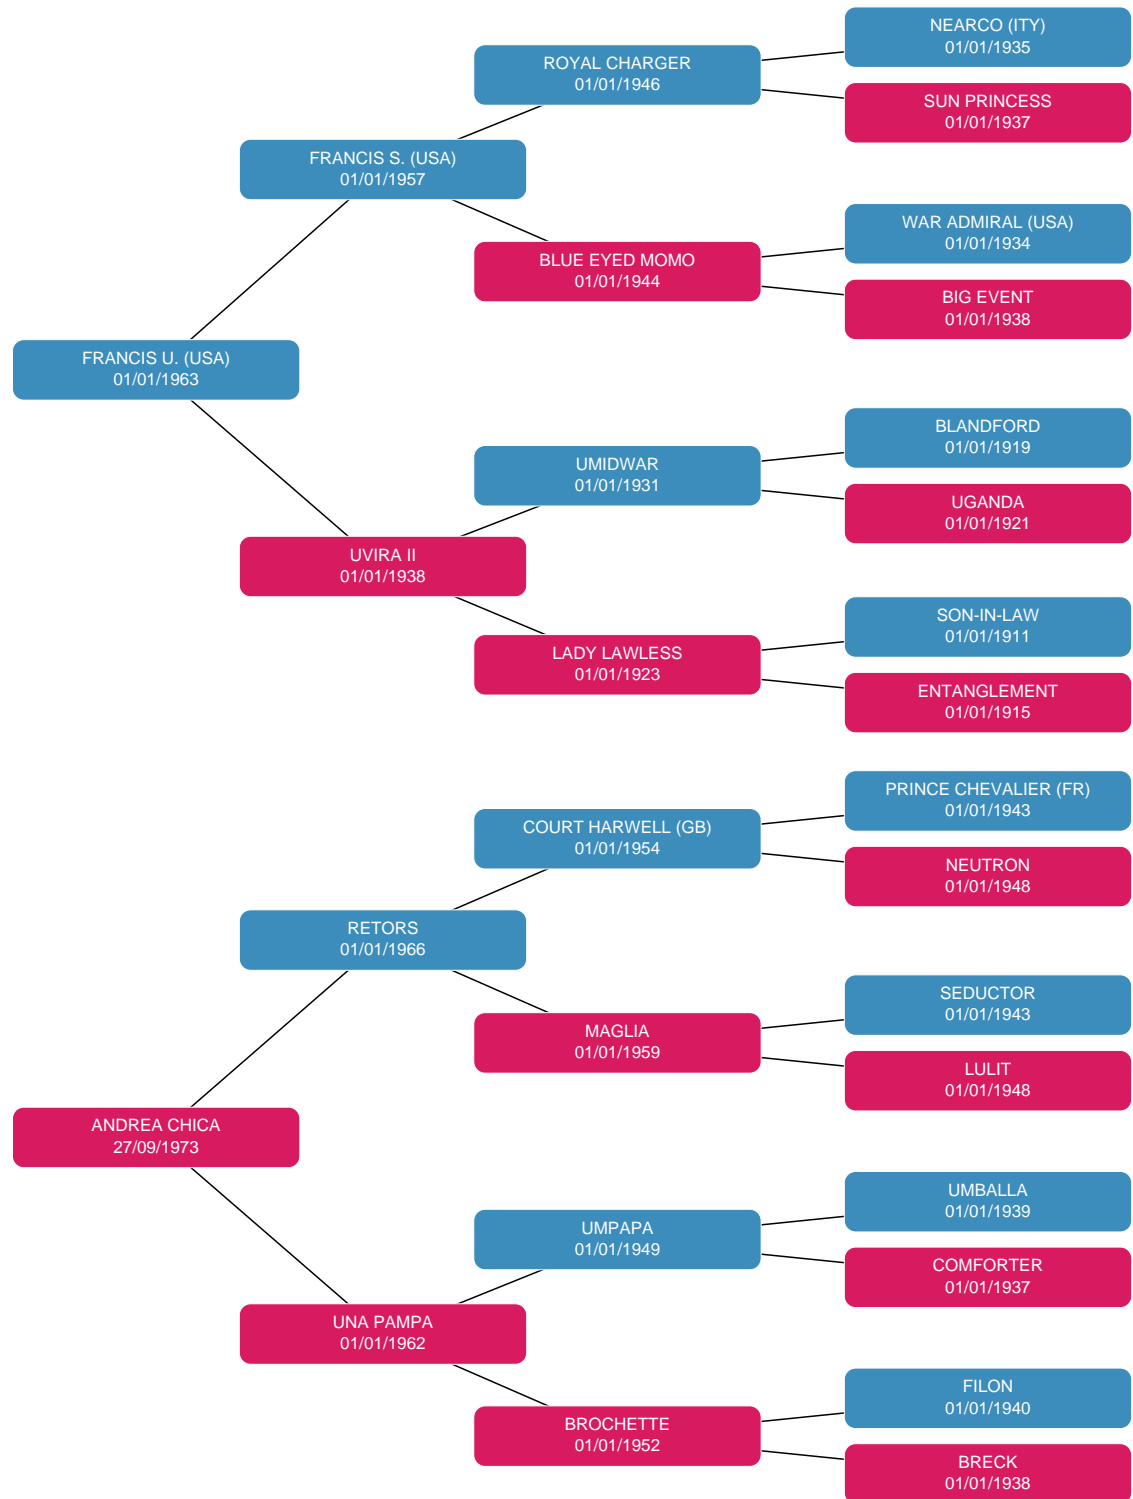 NEARCO (ITY)
01/01/1935
ROYAL CHARGER
01/01/1946
SUN PRINCESS
01/01/1937
FRANCIS S. (USA)
01/01/1957
WAR ADMIRAL (USA)
01/01/1934
BLUE EYED MOMO
01/01/1944
BIG EVENT
01/01/1938
FRANCIS U. (USA)
01/01/1963
BLANDFORD
01/01/1919
UMIDWAR
01/01/1931
UGANDA
01/01/1921
UVIRA II
01/01/1938
SON-IN-LAW
01/01/1911
LADY LAWLESS
01/01/1923
ENTANGLEMENT
01/01/1915
PRINCE CHEVALIER (FR)
01/01/1943
COURT HARWELL (GB)
01/01/1954
NEUTRON
01/01/1948
RETORS
01/01/1966
SEDUCTOR
01/01/1943
MAGLIA
01/01/1959
LULIT
01/01/1948
ANDREA CHICA
27/09/1973
UMBALLA
01/01/1939
UMPAPA
01/01/1949
COMFORTER
01/01/1937
UNA PAMPA
01/01/1962
FILON
01/01/1940
BROCHETTE
01/01/1952
BRECK
01/01/1938